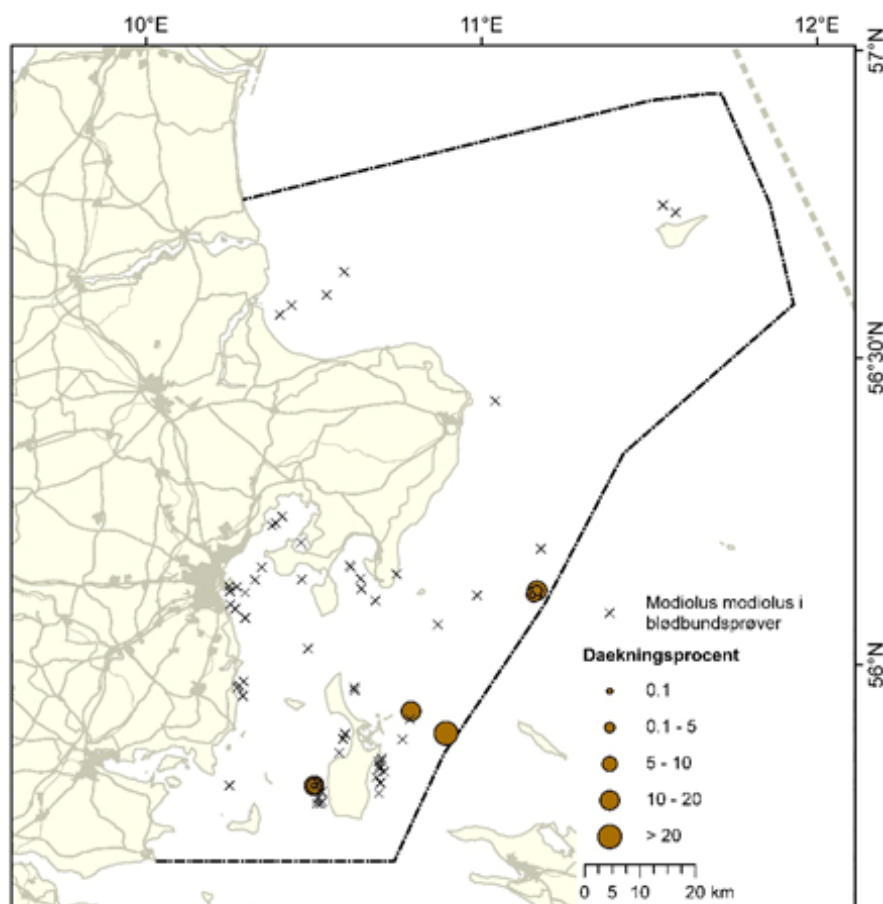 10°E 11°E 12°E
57°N
56°30'N
56°N
Modiolus modiolus i
blødbundsprøver
Daekningsprocent
0.1
0.1 - 5
5 - 10
10 - 20
> 20
0 5 10 20 km